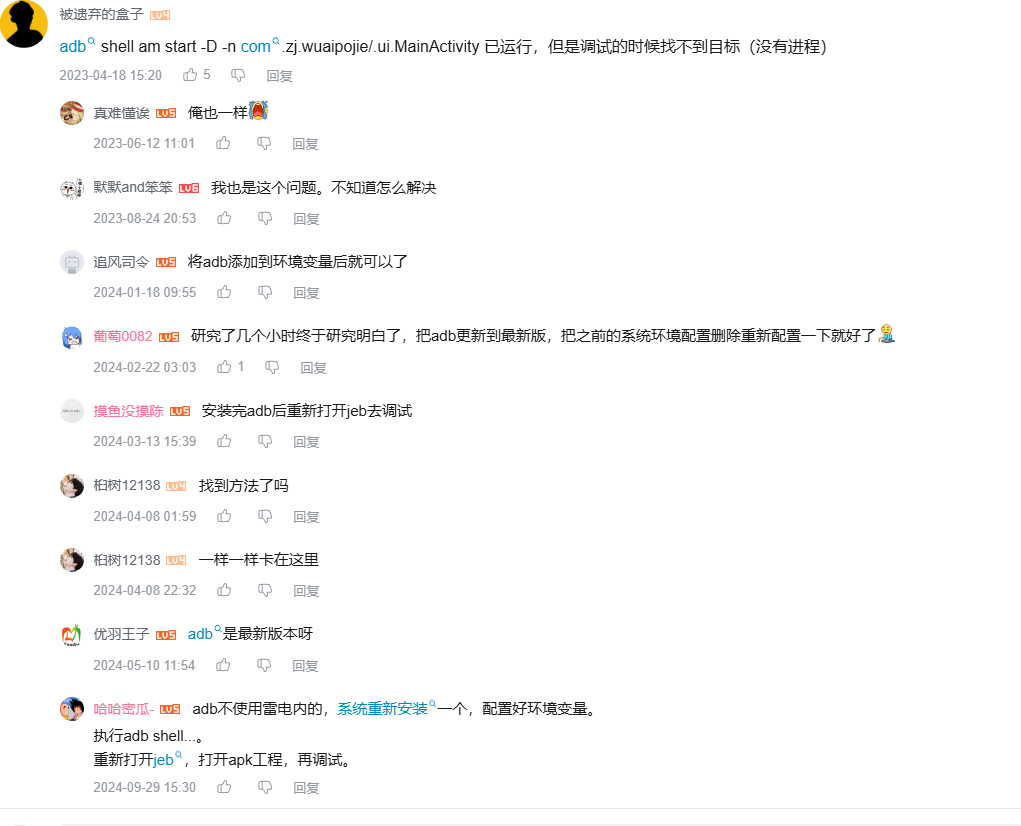 被遗弃的盒子 LV4
adb shell am start -D -n com.zj.wuaipojie/.ui.MainActivity 已运行，但是调试的时候找不到目标（没有进程）
2023-04-18 15:20 5 回复
真难懂诶 LV5 俺也一样
2023-06-12 11:01 回复
默默and笨笨 LV6 我也是这个问题。不知道怎么解决
2023-08-24 20:53 回复
追风司令 LV5 将adb添加到环境变量后就可以了
2024-01-18 09:55 回复
葡萄0082 LV5 研究了几个小时终于研究明白了，把adb更新到最新版，把之前的系统环境配置删除重新配置一下就好了
2024-02-22 03:03 1 回复
摸鱼没摸陈 LV5 安装完adb后重新打开jeb去调试
2024-03-13 15:39 回复
桕树12138 LV4 找到方法了吗
2024-04-08 01:59 回复
桕树12138 LV4 一样一样卡在这里
2024-04-08 22:32 回复
优羽王子 LV5 adb是最新版本呀
2024-05-10 11:54 回复
哈哈密瓜- LV5 adb不使用雷电内的，系统重新安装一个，配置好环境变量。
执行adb shell...。
重新打开jeb，打开apk工程，再调试。
2024-09-29 15:30 回复